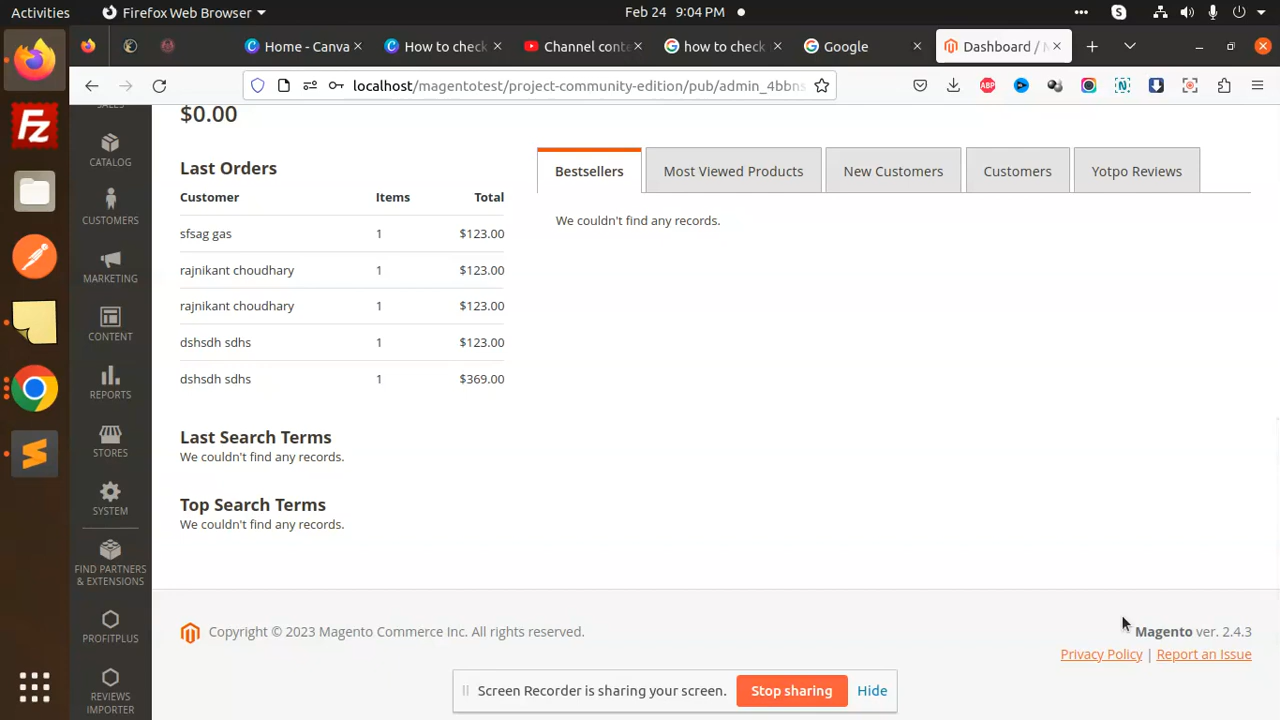 Activities Firefox Web Browser Feb 24 9:04 PM
Home - Canva How to check YouTube Channel conte how to check Google Dashboard / M
localhost/magentotest/project-community-edition/pub/admin_4bbns
SALES
CATALOG
CUSTOMERS
MARKETING
CONTENT
REPORTS
STORES
SYSTEM
FIND PARTNERS
& EXTENSIONS
PROFITPLUS
REVIEWS
IMPORTER
$0.00
Last Orders
Customer Items Total
sfsag gas 1 $123.00
rajnikant choudhary 1 $123.00
rajnikant choudhary 1 $123.00
dshsdh sdhs 1 $123.00
dshsdh sdhs 1 $369.00
Last Search Terms
We couldn't find any records.
Top Search Terms
We couldn't find any records.
Bestsellers Most Viewed Products New Customers Customers Yotpo Reviews
We couldn't find any records.
Copyright © 2023 Magento Commerce Inc. All rights reserved.
Magento ver. 2.4.3
Privacy Policy | Report an Issue
Screen Recorder is sharing your screen. Stop sharing Hide